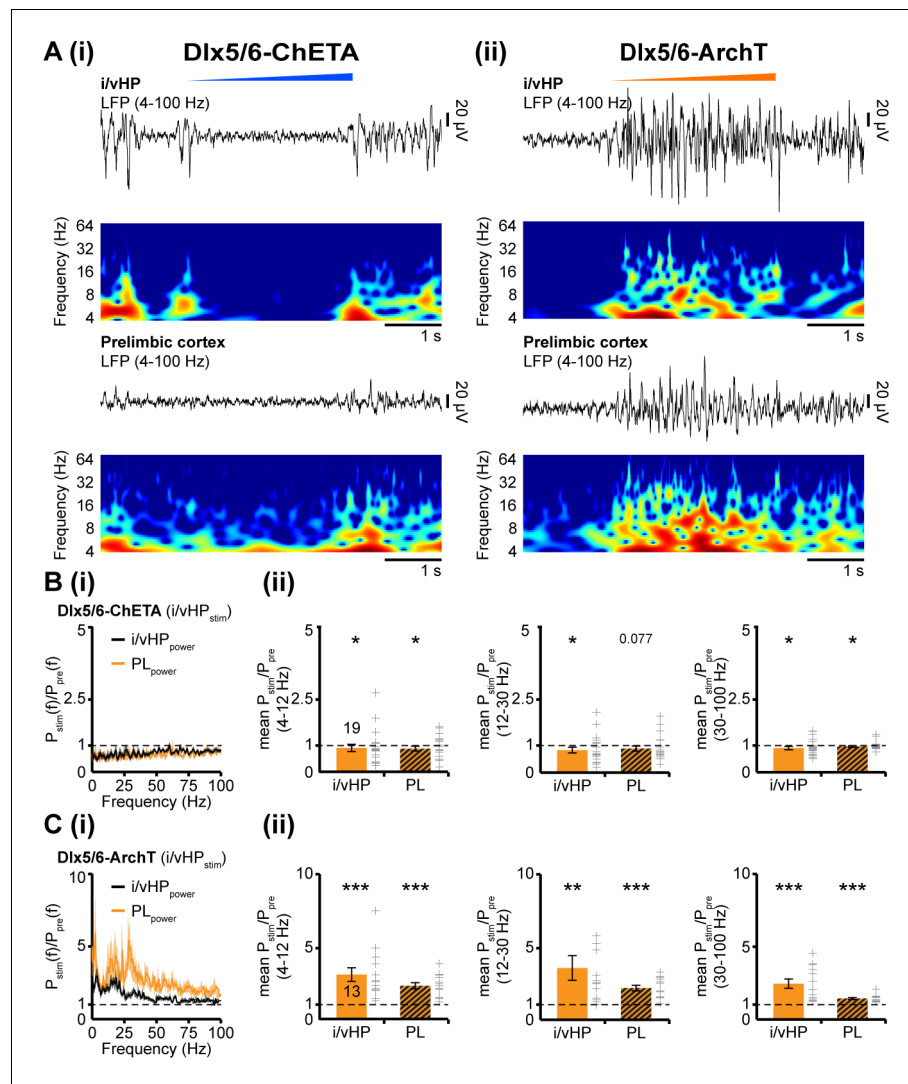 A (i)
Dlx5/6-ChETA
i/vHP
LFP (4-100 Hz)
20 µV
Frequency (Hz)
64
32
16
8
4
1 s
Prelimbic cortex
LFP (4-100 Hz)
20 µV
Frequency (Hz)
64
32
16
8
4
1 s
(ii)
Dlx5/6-ArchT
i/vHP
LFP (4-100 Hz)
20 µV
Frequency (Hz)
64
32
16
8
4
1 s
Prelimbic cortex
LFP (4-100 Hz)
20 µV
Frequency (Hz)
64
32
16
8
4
1 s
B (i)
Dlx5/6-ChETA (i/vHPstim)
i/vHPpower
PLpower
Pstim(f)/Ppre(f)
5
2.5
1
0
0 25 50 75 100
Frequency (Hz)
(ii)
mean Pstim/Ppre
(4-12 Hz)
5
2.5
1
0
* *
19
i/vHP PL
mean Pstim/Ppre
(12-30 Hz)
5
2.5
1
0
* 0.077
i/vHP PL
mean Pstim/Ppre
(30-100 Hz)
5
2.5
1
0
* *
i/vHP PL
C (i)
Dlx5/6-ArchT (i/vHPstim)
i/vHPpower
PLpower
Pstim(f)/Ppre(f)
10
5
1
0
0 25 50 75 100
Frequency (Hz)
(ii)
mean Pstim/Ppre
(4-12 Hz)
10
5
1
0
*** ***
13
i/vHP PL
mean Pstim/Ppre
(12-30 Hz)
10
5
1
0
** ***
i/vHP PL
mean Pstim/Ppre
(30-100 Hz)
10
5
1
0
*** ***
i/vHP PL